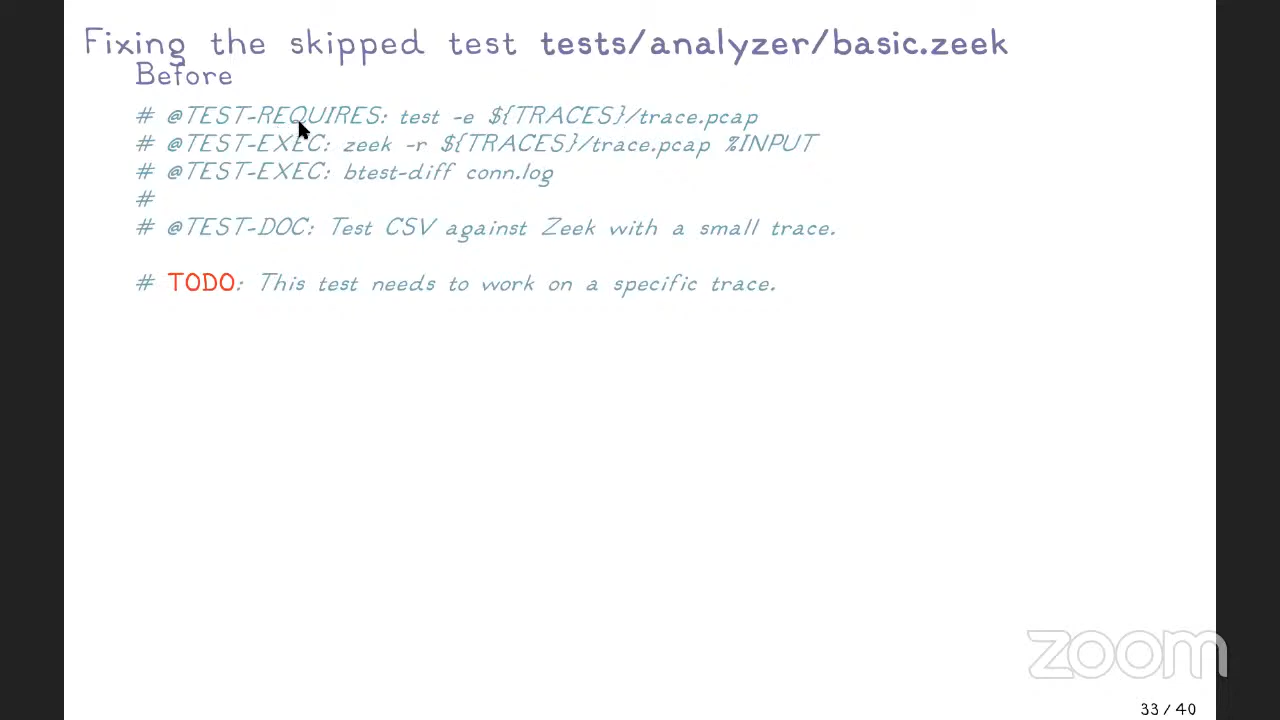 Fixing the skipped test tests/analyzer/basic.zeek
Before
# @TEST-REQUIRES: test -e ${TRACES}/trace.pcap
# @TEST-EXEC: zeek -r ${TRACES}/trace.pcap %INPUT
# @TEST-EXEC: btest-diff conn.log
#
# @TEST-DOC: Test CSV against Zeek with a small trace.
# TODO: This test needs to work on a specific trace.
zoom
33 / 40